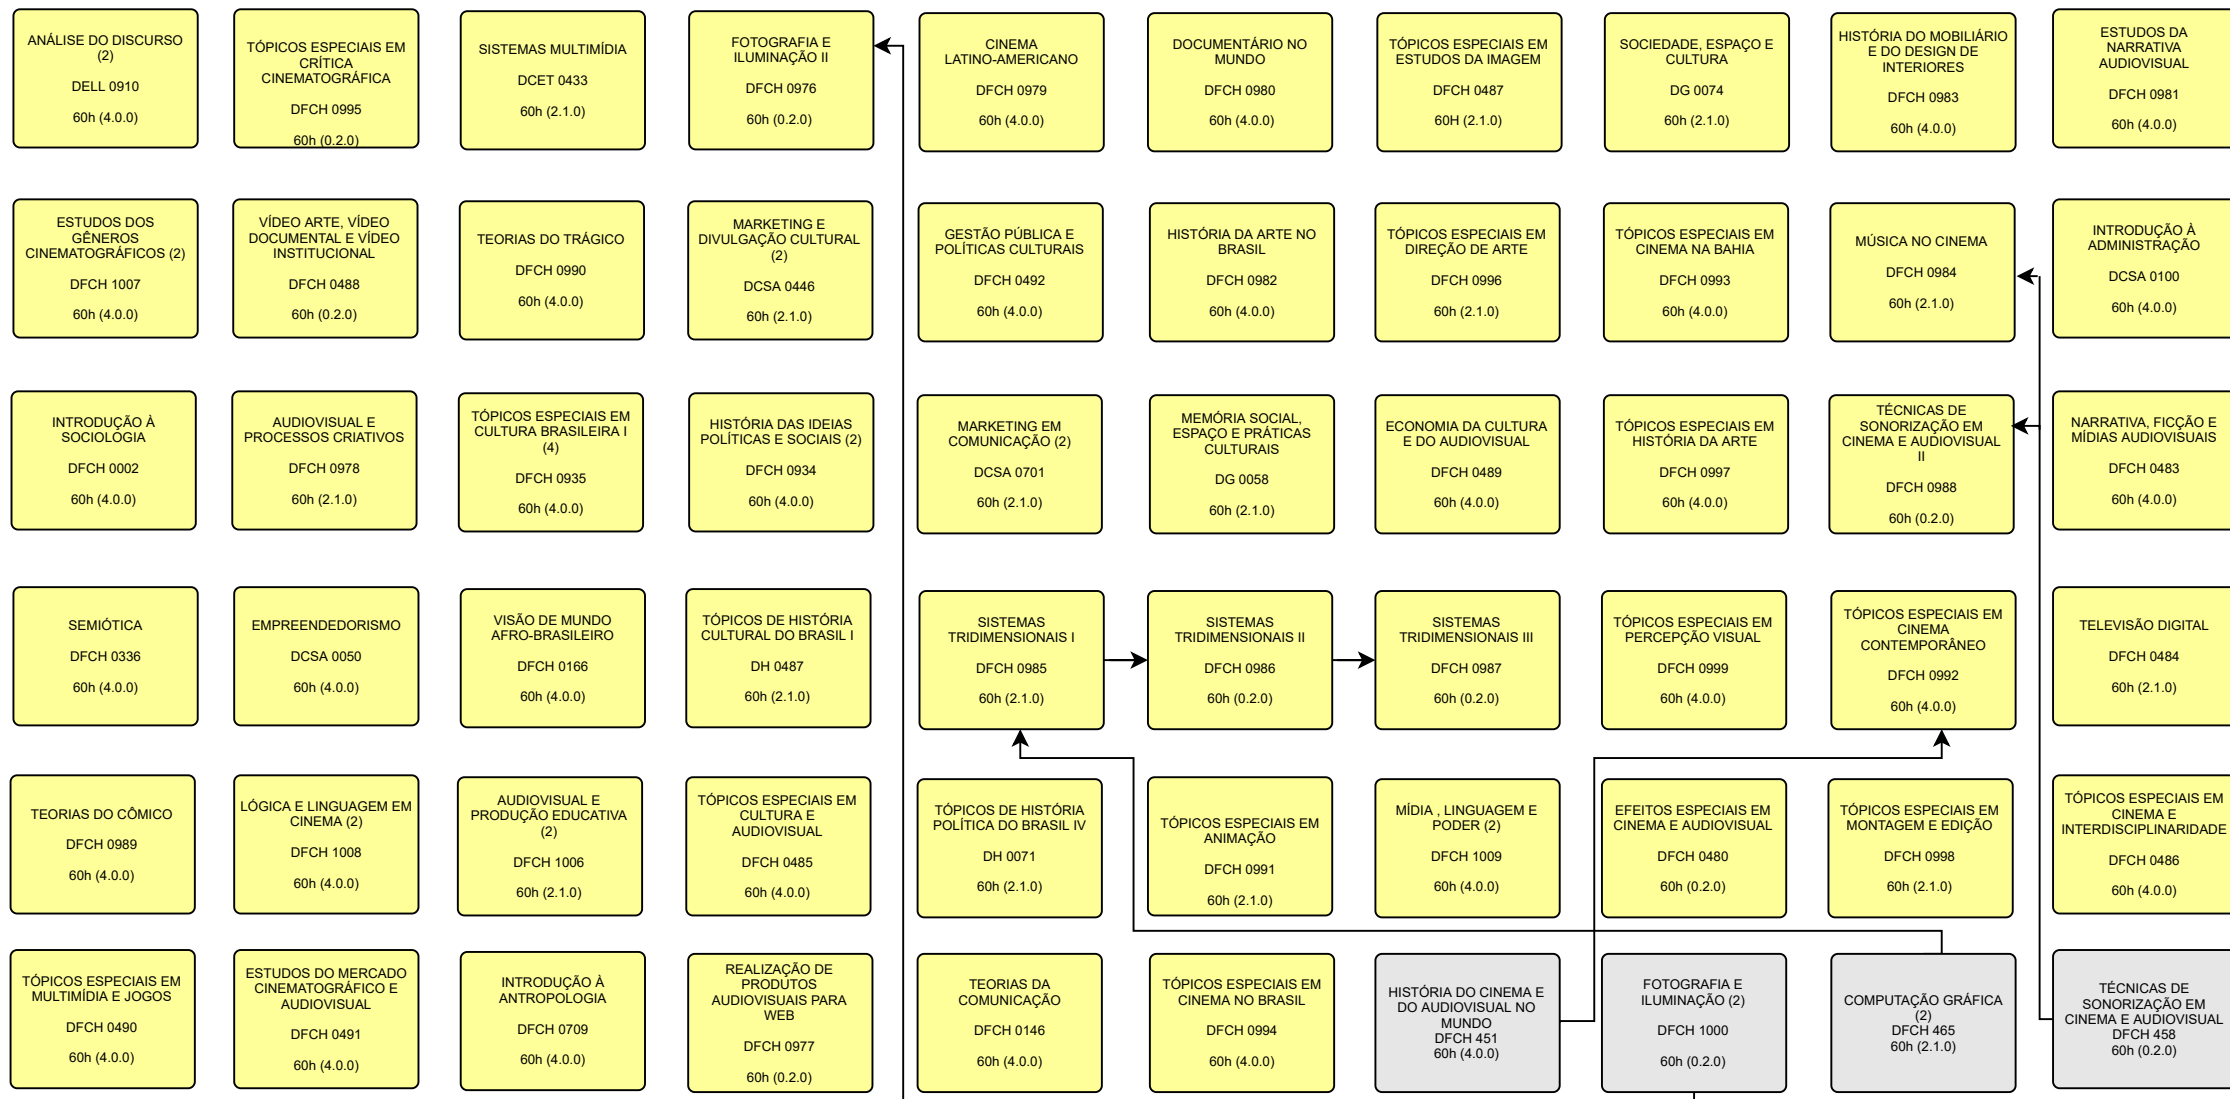 ANÁLISE DO DISCURSO
(2)
DELL 0910
60h (4.0.0)
TÓPICOS ESPECIAIS EM
CRÍTICA
CINEMATOGRÁFICA
DFCH 0995
60h (0.2.0)
SISTEMAS MULTIMÍDIA
DCET 0433
60h (2.1.0)
FOTOGRAFIA E
ILUMINAÇÃO II
DFCH 0976
60h (0.2.0)
CINEMA
LATINO-AMERICANO
DFCH 0979
60h (4.0.0)
DOCUMENTÁRIO NO
MUNDO
DFCH 0980
60h (4.0.0)
TÓPICOS ESPECIAIS EM
ESTUDOS DA IMAGEM
DFCH 0487
60H (2.1.0)
SOCIEDADE, ESPAÇO E
CULTURA
DG 0074
60h (2.1.0)
HISTÓRIA DO MOBILIÁRIO
E DO DESIGN DE
INTERIORES
DFCH 0983
60h (4.0.0)
ESTUDOS DA
NARRATIVA
AUDIOVISUAL
DFCH 0981
60h (4.0.0)
ESTUDOS DOS
GÊNEROS
CINEMATOGRÁFICOS (2)
DFCH 1007
60h (4.0.0)
VÍDEO ARTE, VÍDEO
DOCUMENTAL E VÍDEO
INSTITUCIONAL
DFCH 0488
60h (0.2.0)
TEORIAS DO TRÁGICO
DFCH 0990
60h (4.0.0)
MARKETING E
DIVULGAÇÃO CULTURAL
(2)
DCSA 0446
60h (2.1.0)
GESTÃO PÚBLICA E
POLÍTICAS CULTURAIS
DFCH 0492
60h (4.0.0)
HISTÓRIA DA ARTE NO
BRASIL
DFCH 0982
60h (4.0.0)
TÓPICOS ESPECIAIS EM
DIREÇÃO DE ARTE
DFCH 0996
60h (2.1.0)
TÓPICOS ESPECIAIS EM
CINEMA NA BAHIA
DFCH 0993
60h (4.0.0)
MÚSICA NO CINEMA
DFCH 0984
60h (2.1.0)
INTRODUÇÃO À
ADMINISTRAÇÃO
DCSA 0100
60h (4.0.0)
INTRODUÇÃO À
SOCIOLOGIA
DFCH 0002
60h (4.0.0)
AUDIOVISUAL E
PROCESSOS CRIATIVOS
DFCH 0978
60h (2.1.0)
TÓPICOS ESPECIAIS EM
CULTURA BRASILEIRA I
(4)
DFCH 0935
60h (4.0.0)
HISTÓRIA DAS IDEIAS
POLÍTICAS E SOCIAIS (2)
DFCH 0934
60h (4.0.0)
MARKETING EM
COMUNICAÇÃO (2)
DCSA 0701
60h (2.1.0)
MEMÓRIA SOCIAL,
ESPAÇO E PRÁTICAS
CULTURAIS
DG 0058
60h (2.1.0)
ECONOMIA DA CULTURA
E DO AUDIOVISUAL
DFCH 0489
60h (4.0.0)
TÓPICOS ESPECIAIS EM
HISTÓRIA DA ARTE
DFCH 0997
60h (4.0.0)
TÉCNICAS DE
SONORIZAÇÃO EM
CINEMA E AUDIOVISUAL
II
DFCH 0988
60h (0.2.0)
NARRATIVA, FICÇÃO E
MÍDIAS AUDIOVISUAIS
DFCH 0483
60h (4.0.0)
SEMIÓTICA
DFCH 0336
60h (4.0.0)
EMPREENDEDORISMO
DCSA 0050
60h (4.0.0)
VISÃO DE MUNDO
AFRO-BRASILEIRO
DFCH 0166
60h (4.0.0)
TÓPICOS DE HISTÓRIA
CULTURAL DO BRASIL I
DH 0487
60h (2.1.0)
SISTEMAS
TRIDIMENSIONAIS I
DFCH 0985
60h (2.1.0)
SISTEMAS
TRIDIMENSIONAIS II
DFCH 0986
60h (0.2.0)
SISTEMAS
TRIDIMENSIONAIS III
DFCH 0987
60h (0.2.0)
TÓPICOS ESPECIAIS EM
PERCEPÇÃO VISUAL
DFCH 0999
60h (4.0.0)
TÓPICOS ESPECIAIS EM
CINEMA
CONTEMPORÂNEO
DFCH 0992
60h (4.0.0)
TELEVISÃO DIGITAL
DFCH 0484
60h (2.1.0)
TEORIAS DO CÔMICO
DFCH 0989
60h (4.0.0)
LÓGICA E LINGUAGEM EM
CINEMA (2)
DFCH 1008
60h (4.0.0)
AUDIOVISUAL E
PRODUÇÃO EDUCATIVA
(2)
DFCH 1006
60h (2.1.0)
TÓPICOS ESPECIAIS EM
CULTURA E
AUDIOVISUAL
DFCH 0485
60h (4.0.0)
TÓPICOS DE HISTÓRIA
POLÍTICA DO BRASIL IV
DH 0071
60h (2.1.0)
TÓPICOS ESPECIAIS EM
ANIMAÇÃO
DFCH 0991
60h (2.1.0)
MÍDIA , LINGUAGEM E
PODER (2)
DFCH 1009
60h (4.0.0)
EFEITOS ESPECIAIS EM
CINEMA E AUDIOVISUAL
DFCH 0480
60h (0.2.0)
TÓPICOS ESPECIAIS EM
MONTAGEM E EDIÇÃO
DFCH 0998
60h (2.1.0)
TÓPICOS ESPECIAIS EM
CINEMA E
INTERDISCIPLINARIDADE
DFCH 0486
60h (4.0.0)
TÓPICOS ESPECIAIS EM
MULTIMÍDIA E JOGOS
DFCH 0490
60h (4.0.0)
ESTUDOS DO MERCADO
CINEMATOGRÁFICO E
AUDIOVISUAL
DFCH 0491
60h (4.0.0)
INTRODUÇÃO À
ANTROPOLOGIA
DFCH 0709
60h (4.0.0)
REALIZAÇÃO DE
PRODUTOS
AUDIOVISUAIS PARA
WEB
DFCH 0977
60h (0.2.0)
TEORIAS DA
COMUNICAÇÃO
DFCH 0146
60h (4.0.0)
TÓPICOS ESPECIAIS EM
CINEMA NO BRASIL
DFCH 0994
60h (4.0.0)
HISTÓRIA DO CINEMA E
DO AUDIOVISUAL NO
MUNDO
DFCH 451
60h (4.0.0)
FOTOGRAFIA E
ILUMINAÇÃO (2)
DFCH 1000
60h (0.2.0)
COMPUTAÇÃO GRÁFICA
(2)
DFCH 465
60h (2.1.0)
TÉCNICAS DE
SONORIZAÇÃO EM
CINEMA E AUDIOVISUAL
DFCH 458
60h (0.2.0)